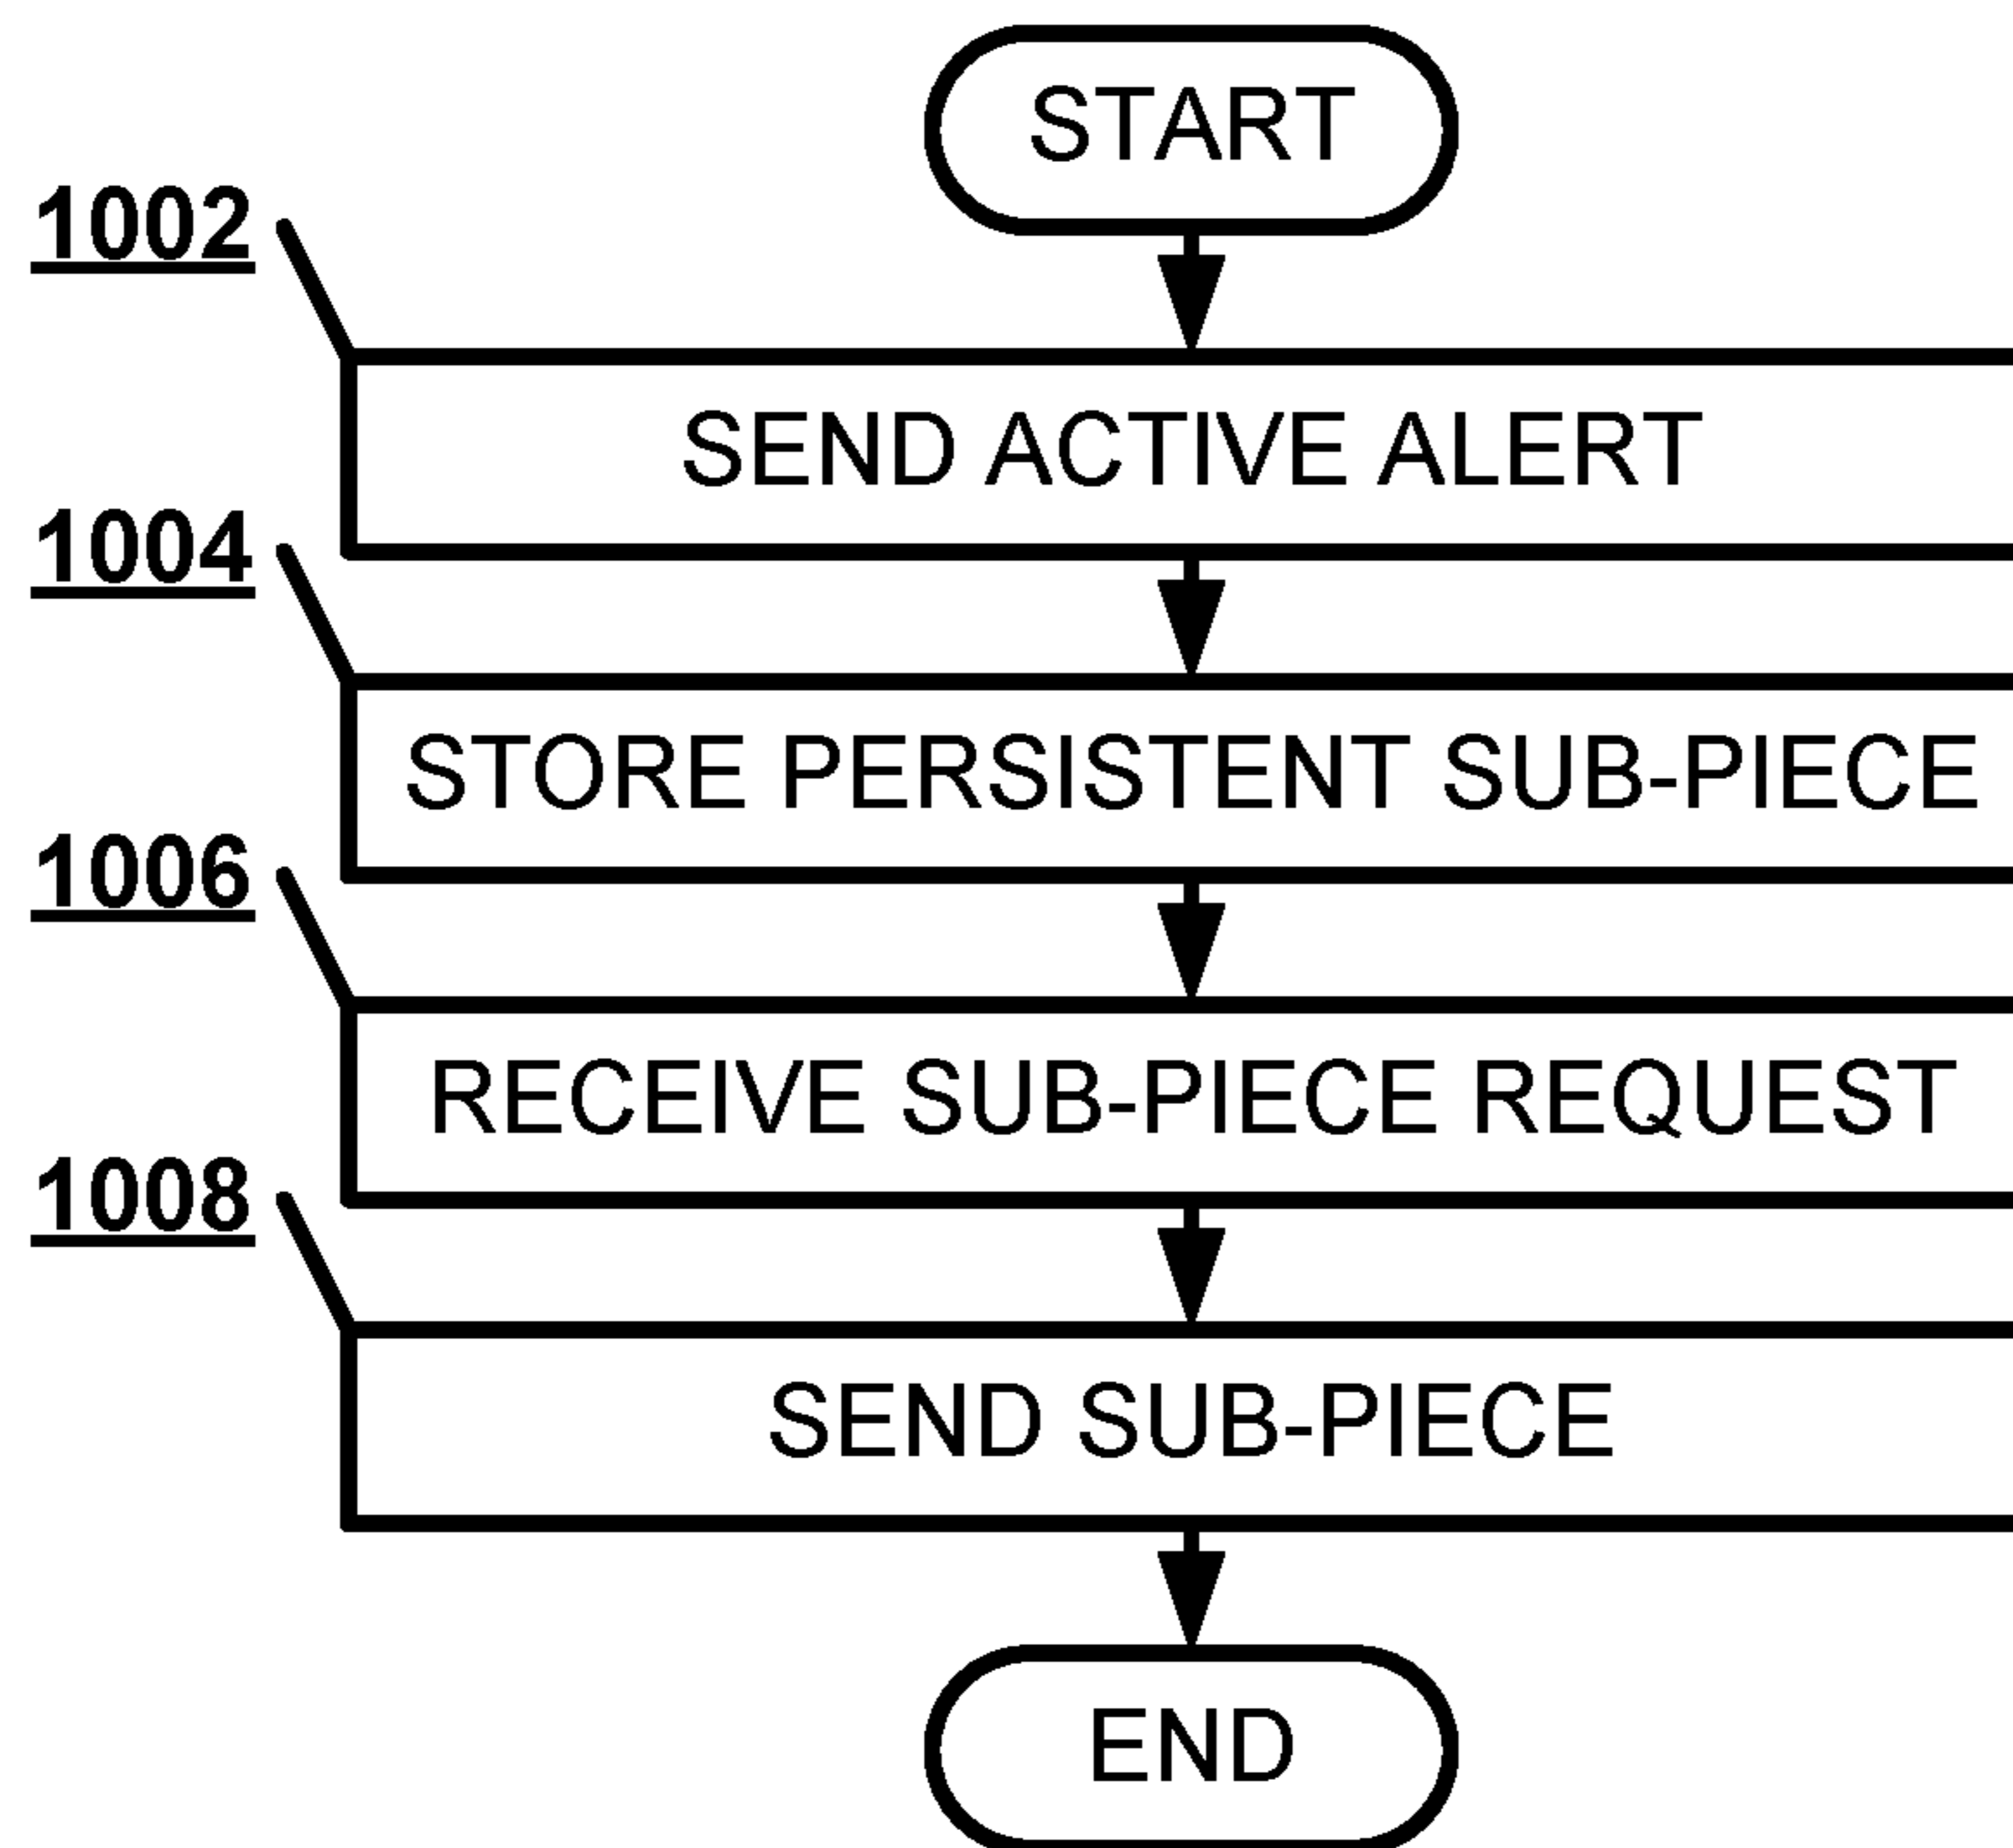 START
1002
SEND ACTIVE ALERT
1004
STORE PERSISTENT SUB-PIECE
1006
RECEIVE SUB-PIECE REQUEST
1008
SEND SUB-PIECE
END